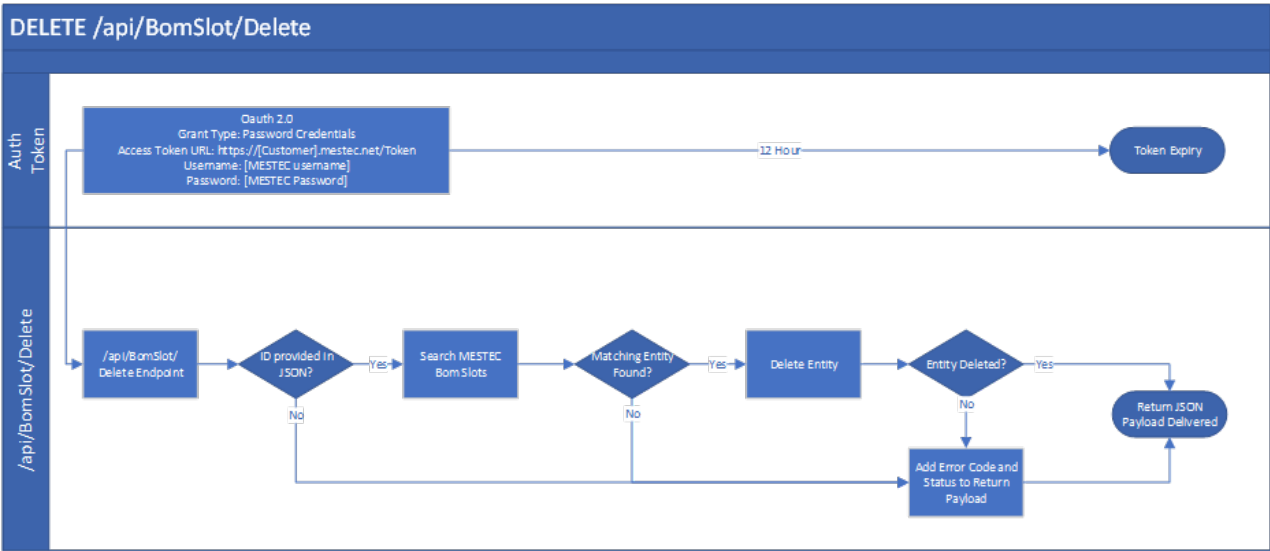 DELETE /api/BomSlot/Delete
Auth
Token
Oauth 2.0
Grant Type: Password Credentials
Access Token URL: https://[Customer].mestec.net/Token
Username: [MESTEC username]
Password: [MESTEC Password]
12 Hour
Token Expiry
/api/BomSlot/Delete
/api/BomSlot/
Delete Endpoint
ID provided in
JSON?
Yes
No
Search MESTEC
Bom Slots
Matching Entity
Found?
Yes
No
Delete Entity
Entity Deleted?
Yes
No
Add Error Code and
Status to Return
Payload
Return JSON
Payload Delivered